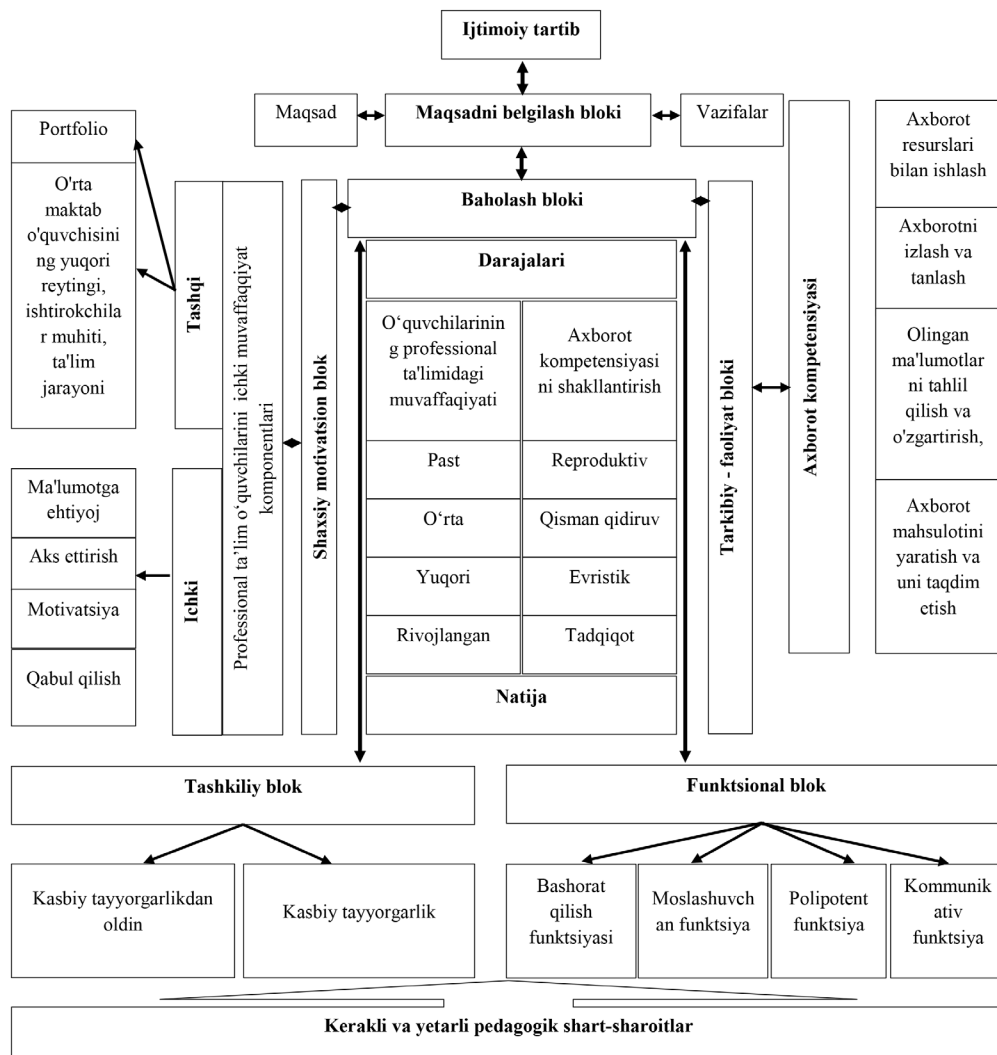 Ijtimoiy tartib
Maqsad
Maqsadni belgilash bloki
Vazifalar
Portfolio
O'rta
maktab
o'quvchisini
ng yuqori
reytingi,
ishtirokchila
r muhiti,
ta'lim
jarayoni
Tashqi
Ma'lumotga
ehtiyoj
Aks ettirish
Motivatsiya
Qabul qilish
Ichki
Professional ta’lim o‘quvchilarini ichki muvaffaqqiyat
komponentlari
Shaxsiy motivatsion blok
Baholash bloki
Darajalari
O‘quvchilarinin
g professional
ta'limidagi
muvaffaqiyati
Axborot
kompetensiyasi
ni shakllantirish
Past
Reproduktiv
O‘rta
Qisman qidiruv
Yuqori
Evristik
Rivojlangan
Tadqiqot
Natija
Tarkibiy - faoliyat bloki
Axborot kompetensiyasi
Axborot
resurslari
bilan ishlash
Axborotni
izlash va
tanlash
Olingan
ma'lumotlar
ni tahlil
qilish va
o'zgartirish,
Axborot
mahsulotini
yaratish va
uni taqdim
etish
Tashkiliy blok
Funktsional blok
Kasbiy tayyorgarlikdan
oldin
Kasbiy tayyorgarlik
Bashorat
qilish
funktsiyasi
Moslashuvch
an funktsiya
Polipotent
funktsiya
Kommunik
ativ
funktsiya
Kerakli va yetarli pedagogik shart-sharoitlar